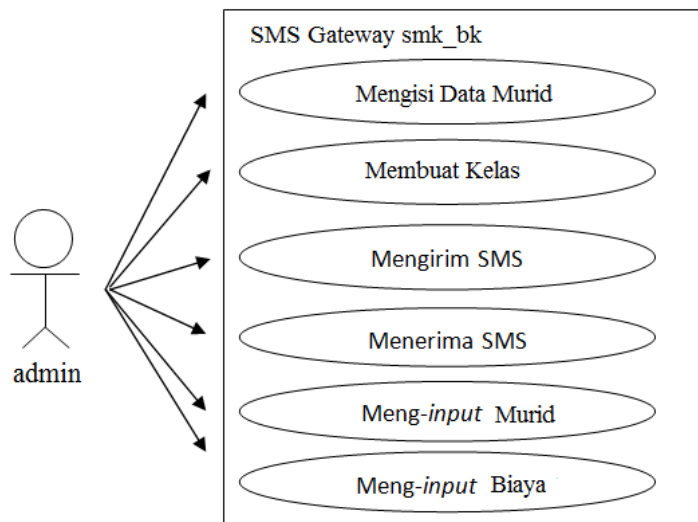 SMS Gateway smk_bk
Mengisi Data Murid
Membuat Kelas
Mengirim SMS
Menerima SMS
admin
Meng-input Murid
Meng-input Biaya